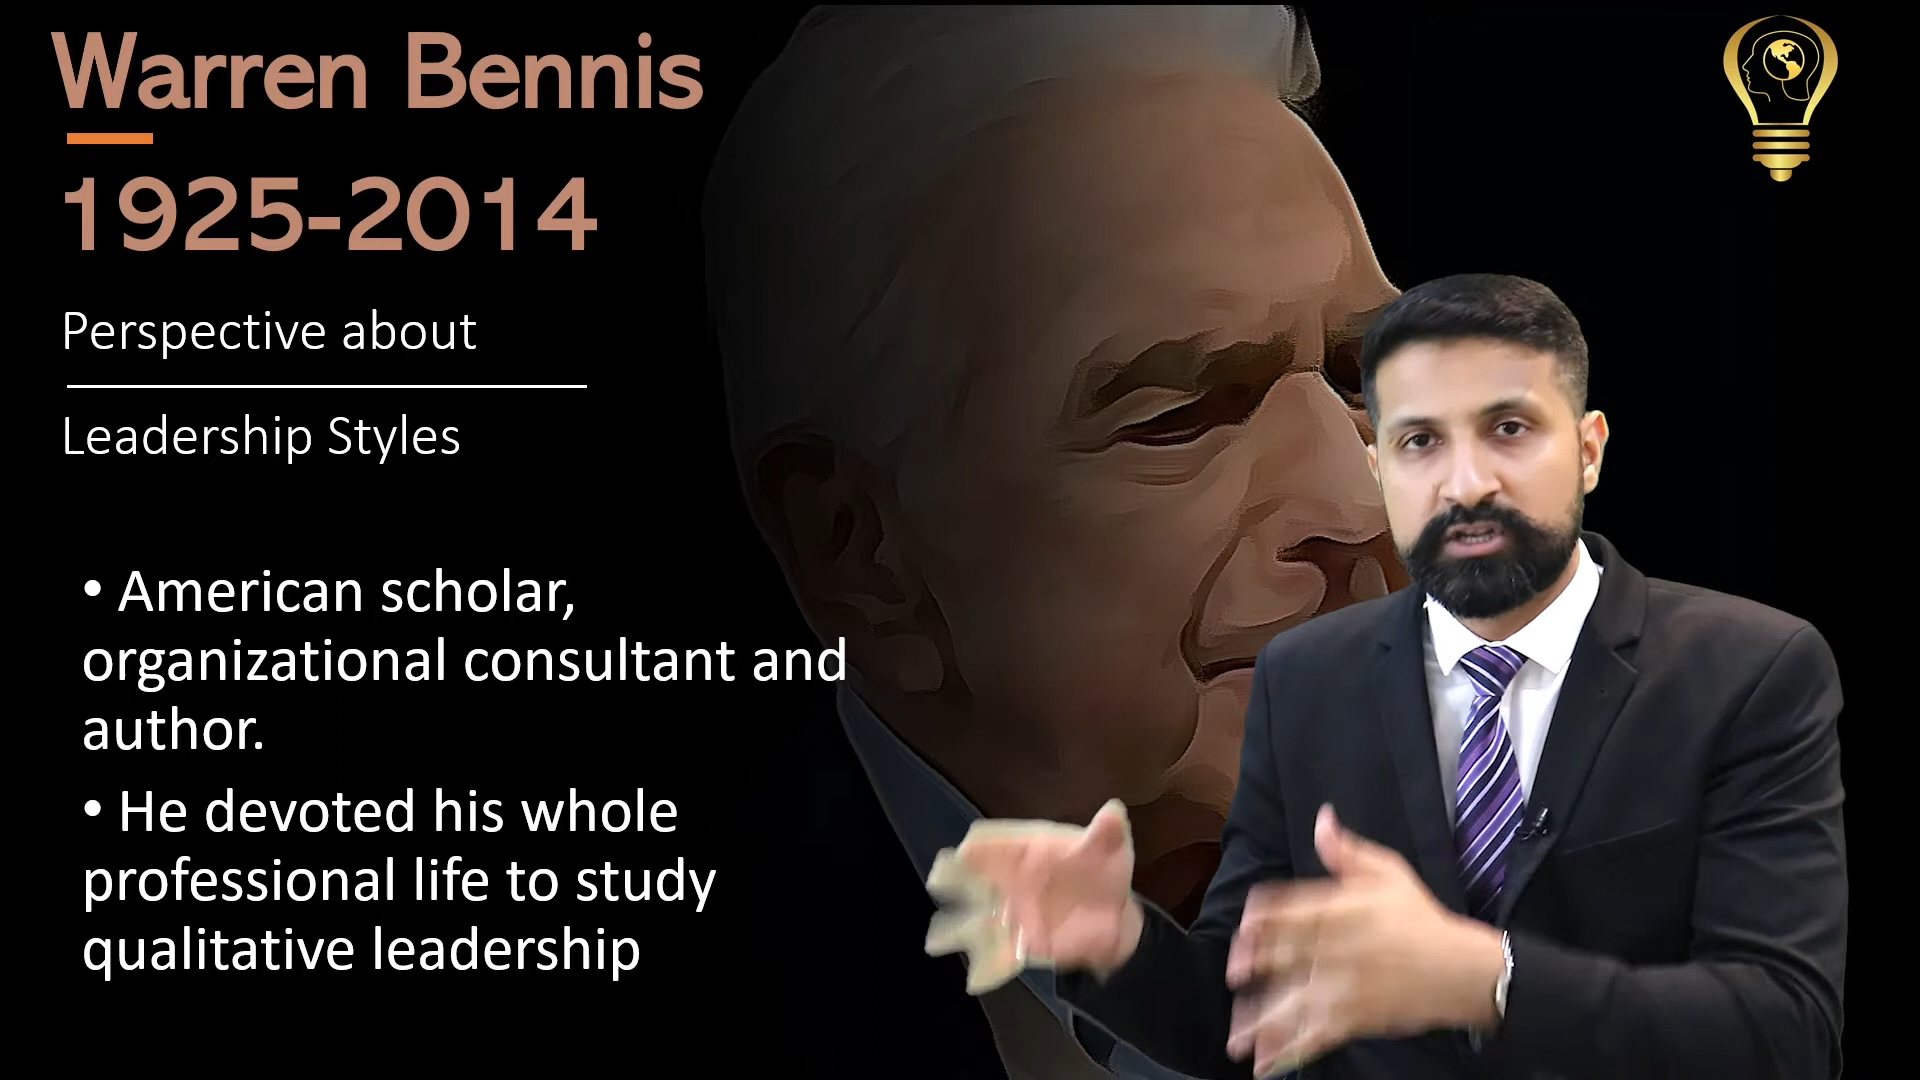 Warren Bennis
1925-2014
Perspective about
Leadership Styles
• American scholar,
organizational consultant and
author.
• He devoted his whole
professional life to study
qualitative leadership